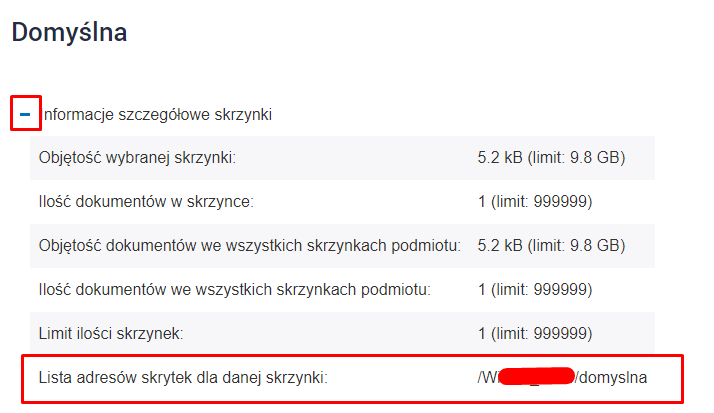 Domyślna
Informacje szczegółowe skrzynki
Objętość wybranej skrzynki: 5.2 kB (limit: 9.8 GB)
Ilość dokumentów w skrzynce: 1 (limit: 999999)
Objętość dokumentów we wszystkich skrzynkach podmiotu: 5.2 kB (limit: 9.8 GB)
Ilość dokumentów we wszystkich skrzynkach podmiotu: 1 (limit: 999999)
Limit ilości skrzynek: 1 (limit: 999999)
Lista adresów skrytek dla danej skrzynki: /domyslna